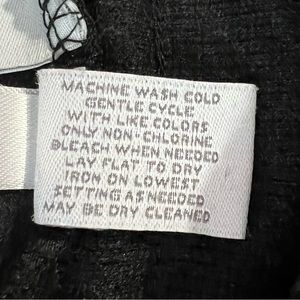 MACHINE WASH COLD
GENTLE CYCLE
WITH LIKE COLORS
ONLY NON-CHLORINE
BLEACH WHEN NEEDED
LAY FLAT TO DRY
IRON ON LOWEST
SETTING AS NEEDED
MAY BE DRY CLEANED